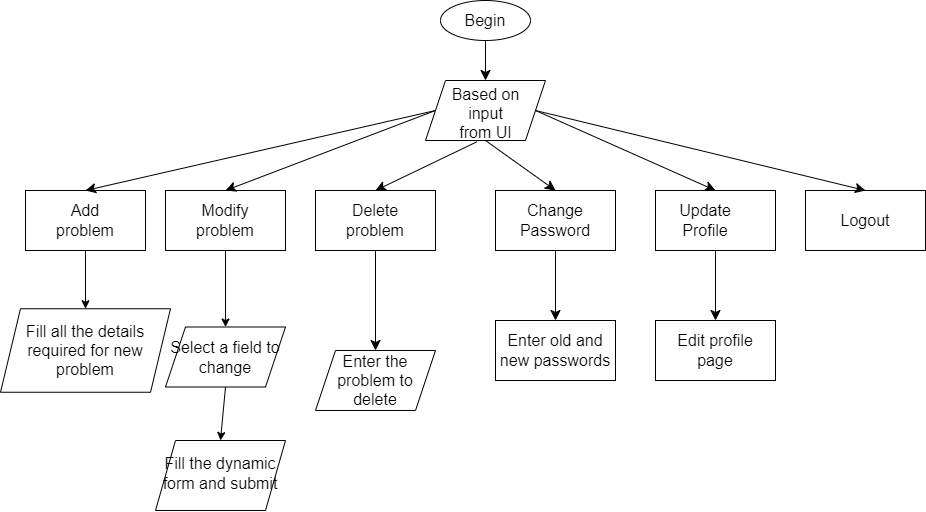 Begin
Based on
input
from UI
Add
problem
Modify
problem
Delete
problem
Change
Password
Update
Profile
Logout
Fill all the details
required for new
problem
Select a field to
change
Enter the
problem to
delete
Enter old and
new passwords
Edit profile
page
Fill the dynamic
form and submit